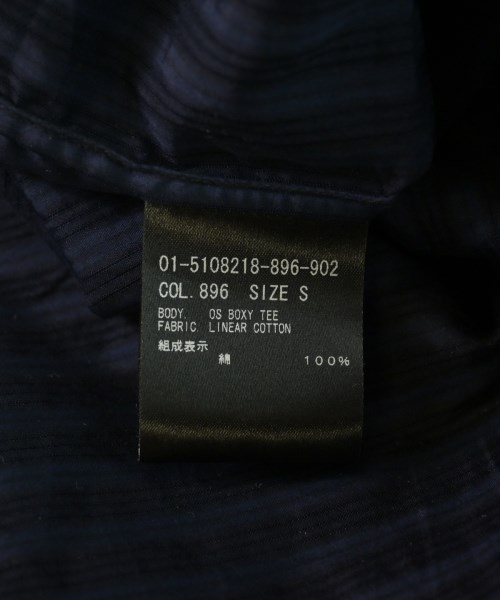 01-5108218-896-902
COL. 896 SIZE S
BODY. OS BOXY TEE
FABRIC. LINEAR COTTON
組成表示
綿 100%